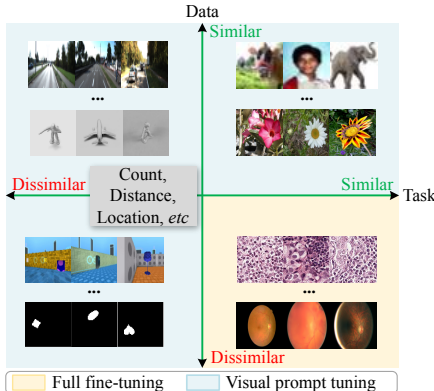 Data
Similar
...
...
Dissimilar
Count,
Distance,
Location, etc
Similar
Task
...
...
Dissimilar
Full fine-tuning
Visual prompt tuning